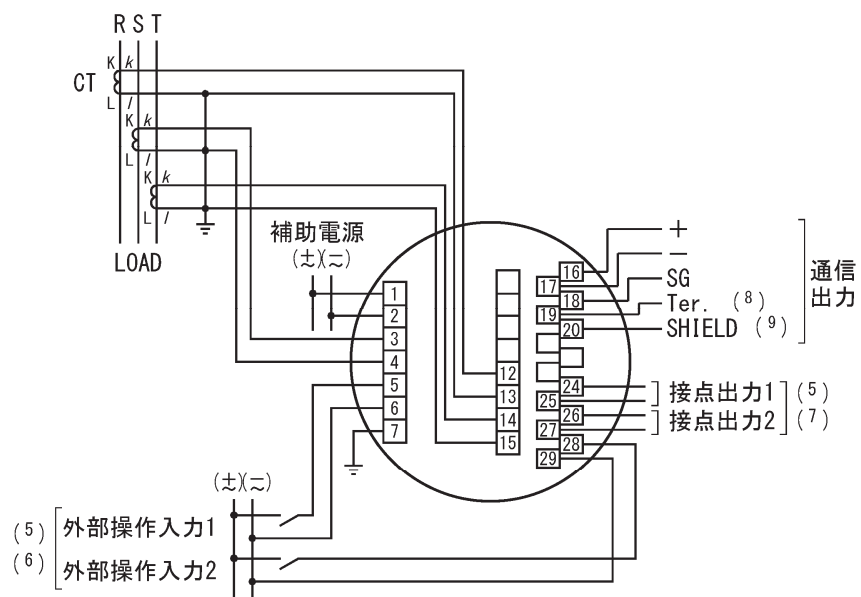 R S T
K k
CT
L l
K k
L l
K k
L l
LOAD
補助電源
(±)(≂)
1
2
3
4
5
6
7
12
13
14
15
16
17
18
19
20
24
25
26
27
28
29
+
−
SG
Ter. (8)
SHIELD (9)
通信
出力
接点出力1 (5)
接点出力2 (7)
(±)(≂)
(5) 外部操作入力1
(6) 外部操作入力2